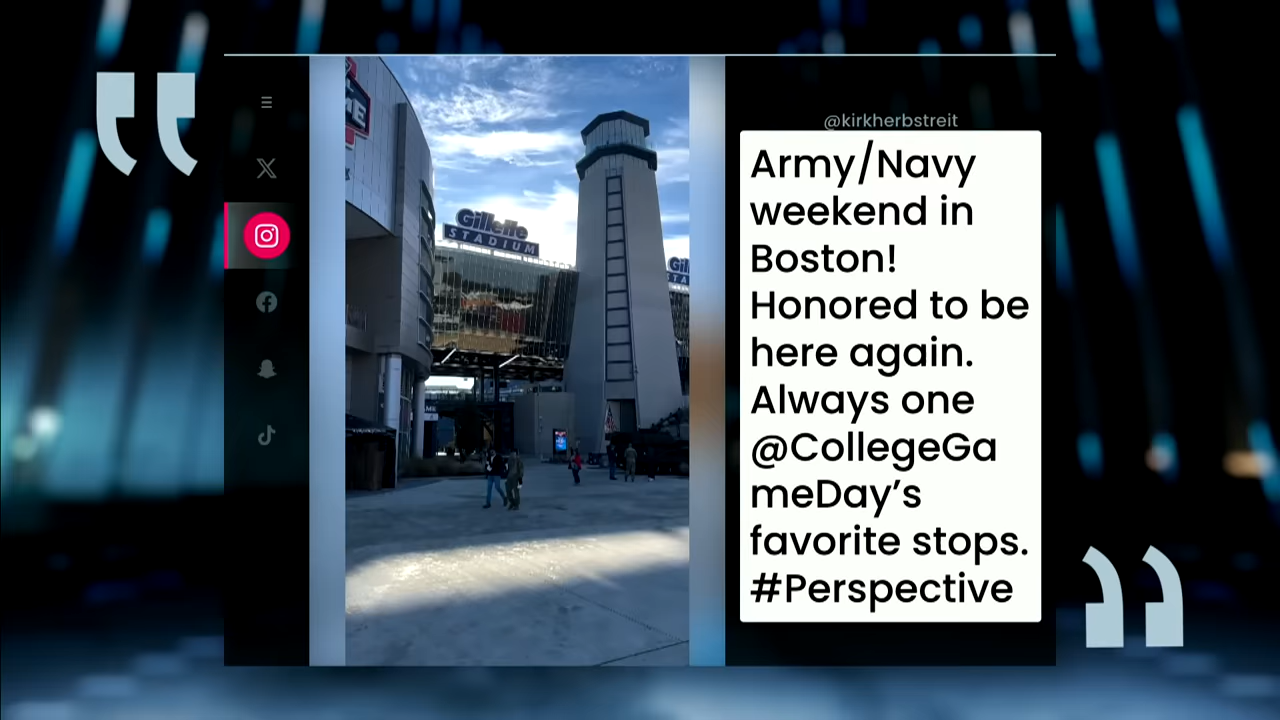 @kirkherbstreit
Army/Navy
weekend in
Boston!
Honored to be
here again.
Always one
@CollegeGa
meDay’s
favorite stops.
#Perspective
Gillette
STADIUM